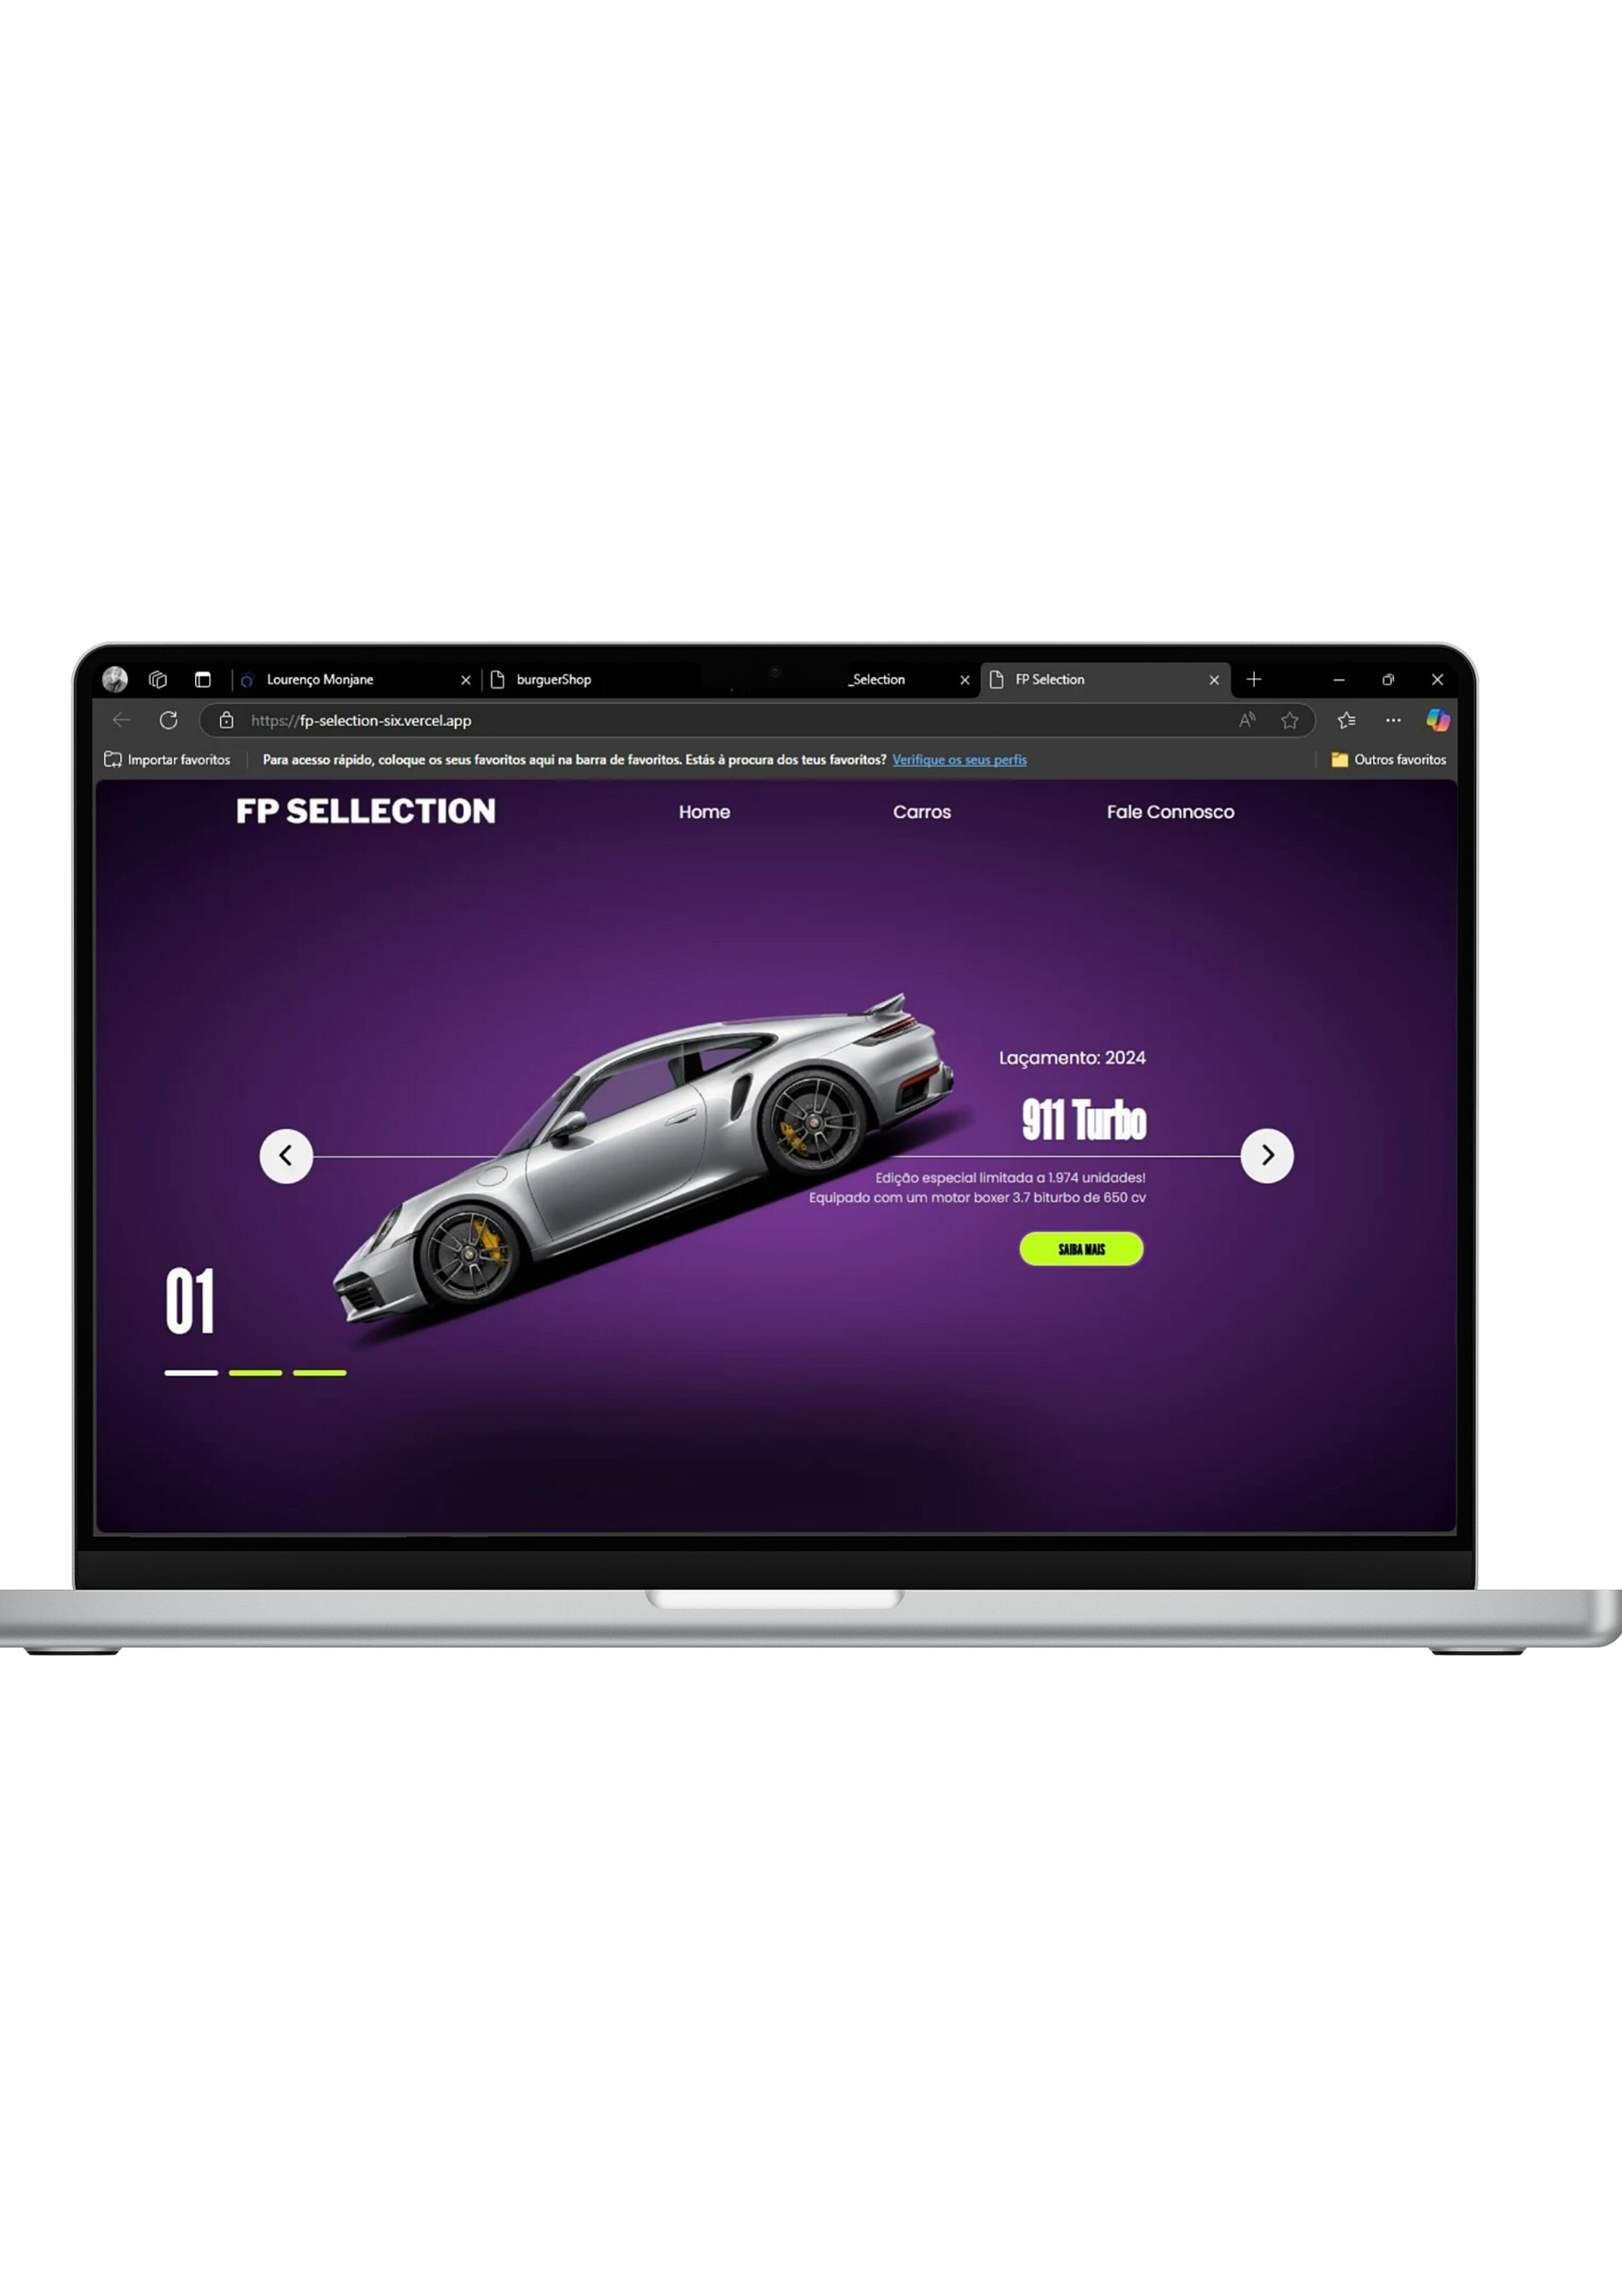 Lourenço Monjane
burguerShop
_Selection
FP Selection
https://fp-selection-six.vercel.app
Importar favoritos
Para acesso rápido, coloque os seus favoritos aqui na barra de favoritos. Estás à procura dos teus favoritos? Verifique os seus perfis
Outros favoritos
FP SELLECTION
Home
Carros
Fale Connosco
Laçamento: 2024
911 Turbo
Edição especial limitada a 1.974 unidades!
Equipado com um motor boxer 3.7 biturbo de 650 cv
SAIBA MAIS
01